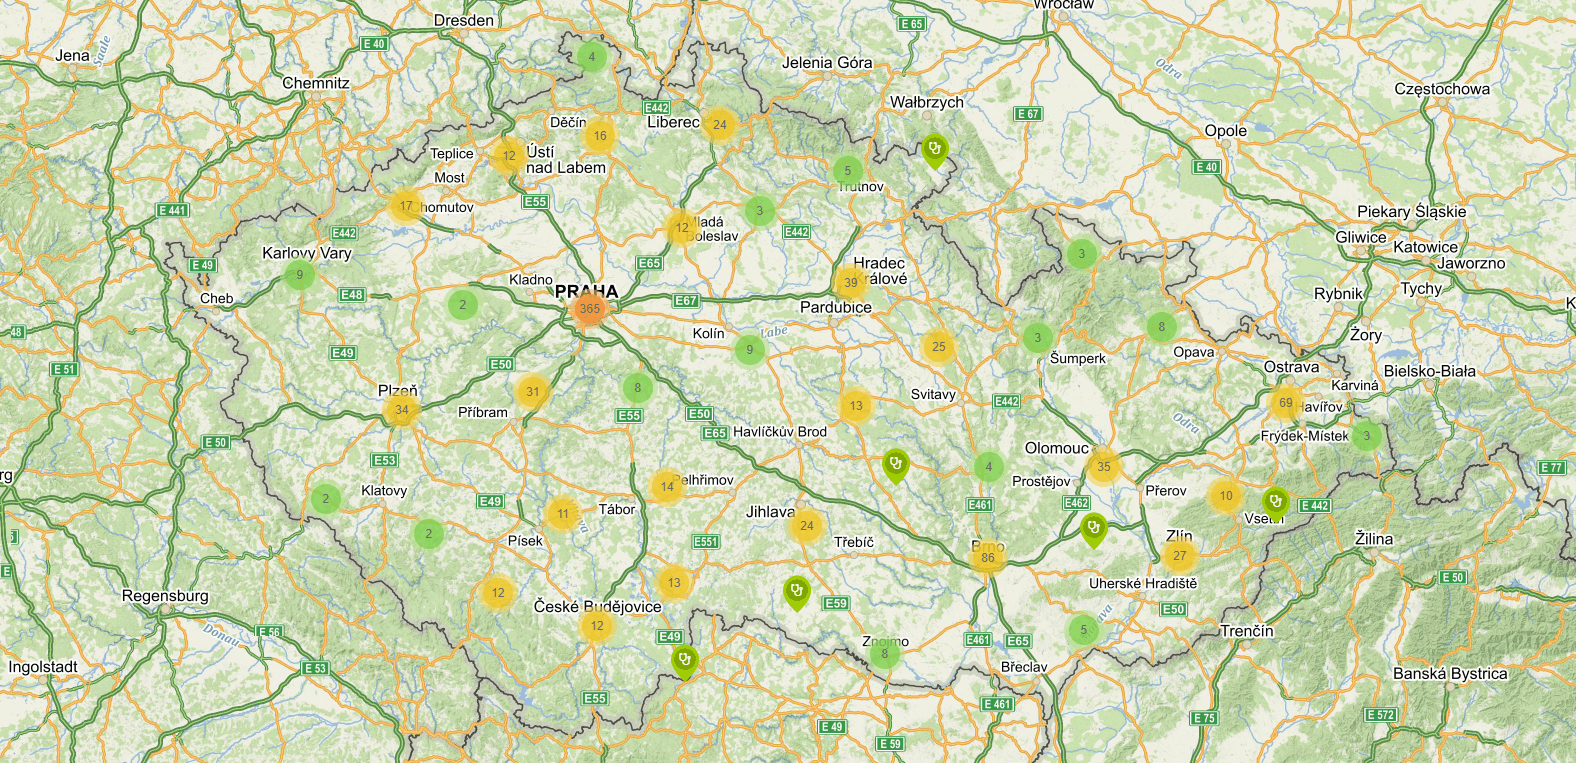 Wrocław
E 65
Dresden
E 40
Jena
Saale
4
Jelenia Góra
Odra
Chemnitz
Częstochowa
Wałbrzych
E442
E 67
Děčín
Liberec
24
16
Opole
Teplice
12
Ústí
nad Labem
E 40
Most
5
Trutnov
17
Chomutov
E55
E 441
3
Piekary Śląskie
12
Mladá
Boleslav
E442
E442
Gliwice
Katowice
Karlovy Vary
3
Jaworzno
E 49
E65
Hradec
Králové
9
Kladno
39
Tychy
Cheb
E48
PRAHA
Rybnik
2
365
E67
Pardubice
48
Labe
Kolín
8
Żory
3
25
9
E49
Šumperk
Opava
E50
Ostrava
E 51
Bielsko-Biała
Karviná
Plzeň
31
8
Svitavy
E442
69
Havířov
34
Příbram
E55
E50
13
Odra
E65
Havlíčkův Brod
Frýdek-Místek
3
E 50
Olomouc
E53
4
35
E 77
Pelhřimov
Prostějov
14
Klatovy
Přerov
2
E49
10
E461
E462
E 442
11
Tábor
Jihlava
Vsetín
24
2
Písek
E551
Třebíč
Zlín
Žilina
Brno
86
27
E 50
13
Uherské Hradiště
12
Regensburg
E59
České Budějovice
E50
12
Donau
E 56
E49
5
Trenčín
Znojmo
E461
E65
8
Ingolstadt
E 53
Břeclav
Banská Bystrica
E55
E 461
E 49
E 75
E 572
E 59